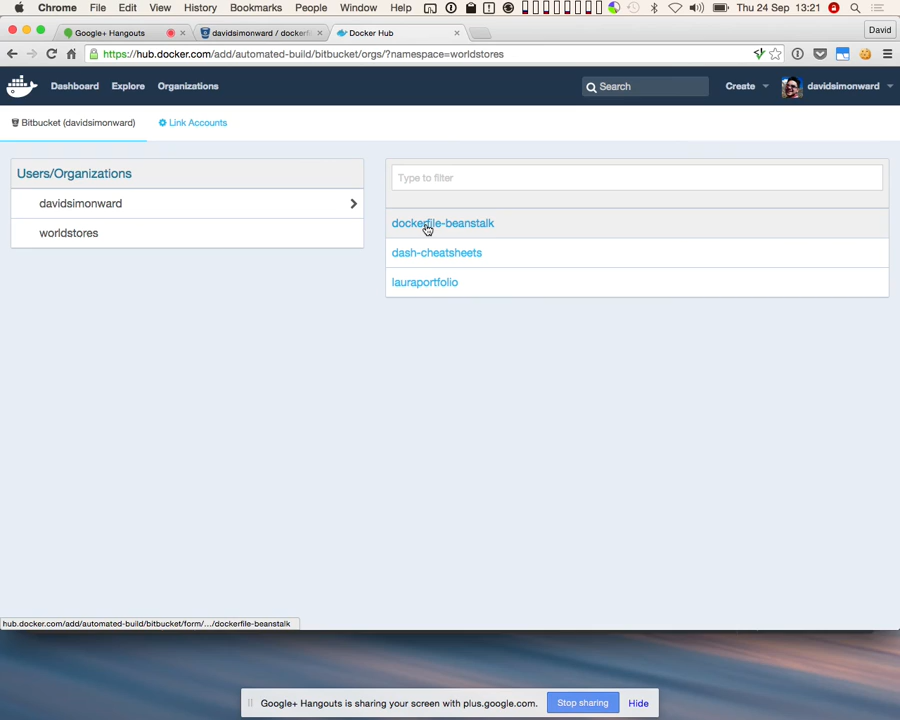 Chrome File Edit View History Bookmarks People Window Help Thu 24 Sep 13:21
Google+ Hangouts davidsimonward / dockerf Docker Hub David
https://hub.docker.com/add/automated-build/bitbucket/orgs/?namespace=worldstores
Dashboard Explore Organizations Search Create davidsimonward
Bitbucket (davidsimonward) Link Accounts
Users/Organizations
davidsimonward
worldstores
Type to filter
dockerfile-beanstalk
dash-cheatsheets
lauraportfolio
hub.docker.com/add/automated-build/bitbucket/form/.../dockerfile-beanstalk
Google+ Hangouts is sharing your screen with plus.google.com. Stop sharing Hide